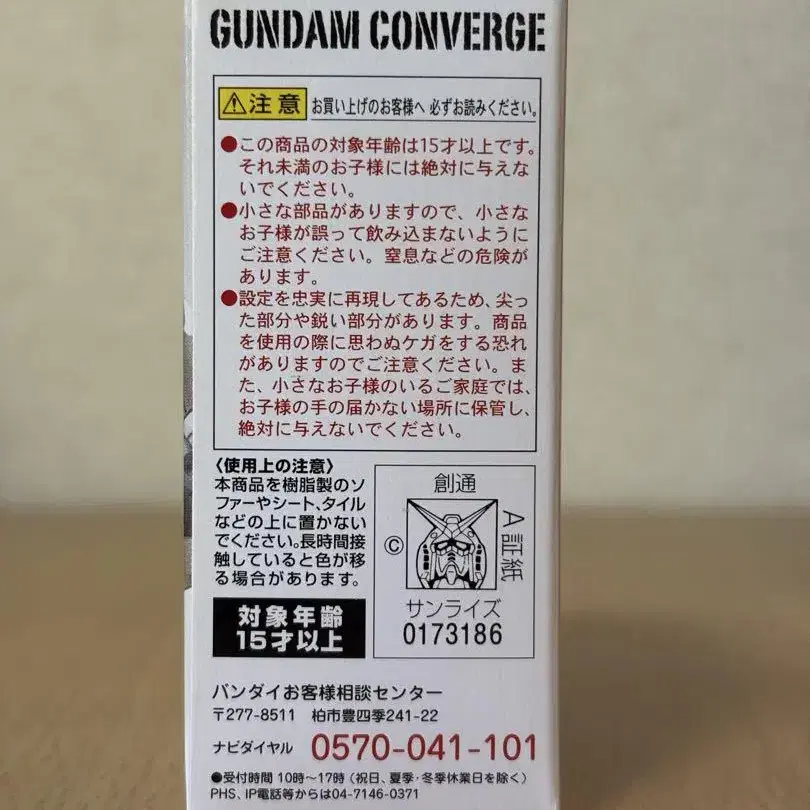 GUNDAM CONVERGE
⚠注意 お買い上げのお客様へ 必ずお読みください。
●この商品の対象年齢は15才以上です。
それ未満のお子様には絶対に与えな
いでください。
●小さな部品がありますので、小さな
お子様が誤って飲み込まないように
ご注意ください。窒息などの危険が
あります。
●設定を忠実に再現してあるため、尖っ
た部分や鋭い部分があります。商品
を使用の際に思わぬケガをする恐れ
がありますのでご注意ください。ま
た、小さなお子様のいるご家庭では、
お子様の手の届かない場所に保管し、
絶対に与えないでください。
〈使用上の注意〉
本商品を樹脂製のソ
ファーやシート、タイル
などの上に置かない
でください。長時間接
触していると色が移
る場合があります。
対象年齢
15才以上
創通
©
A証紙
サンライズ
0173186
バンダイお客様相談センター
〒277-8511 柏市豊四季241-22
ナビダイヤル 0570-041-101
●受付時間 10時〜17時（祝日、夏季・冬季休業日を除く）
PHS、IP電話等からは04-7146-0371